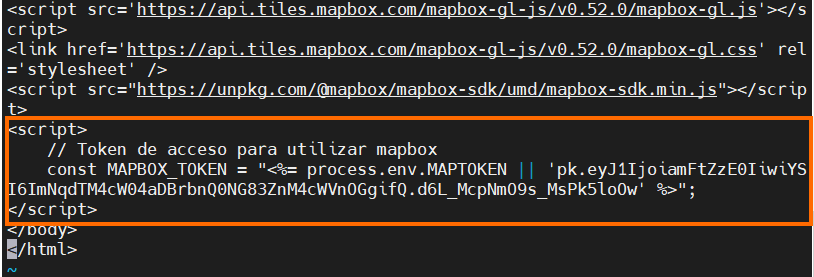 <script src='https://api.tiles.mapbox.com/mapbox-gl-js/v0.52.0/mapbox-gl.js'></s
cript>
<link href='https://api.tiles.mapbox.com/mapbox-gl-js/v0.52.0/mapbox-gl.css' rel
='stylesheet' />
<script src="https://unpkg.com/@mapbox/mapbox-sdk/umd/mapbox-sdk.min.js"></scrip
t>
<script>
    // Token de acceso para utilizar mapbox
    const MAPBOX_TOKEN = "<%= process.env.MAPTOKEN || 'pk.eyJ1IjoiamFtZzE0IiwiYS
I6ImNqdTM4cW04aDBrbnQ0NG83ZnM4cWVnOGgifQ.d6L_McpNmO9s_MsPk5loOw' %>";
</script>
</body>
</html>
~